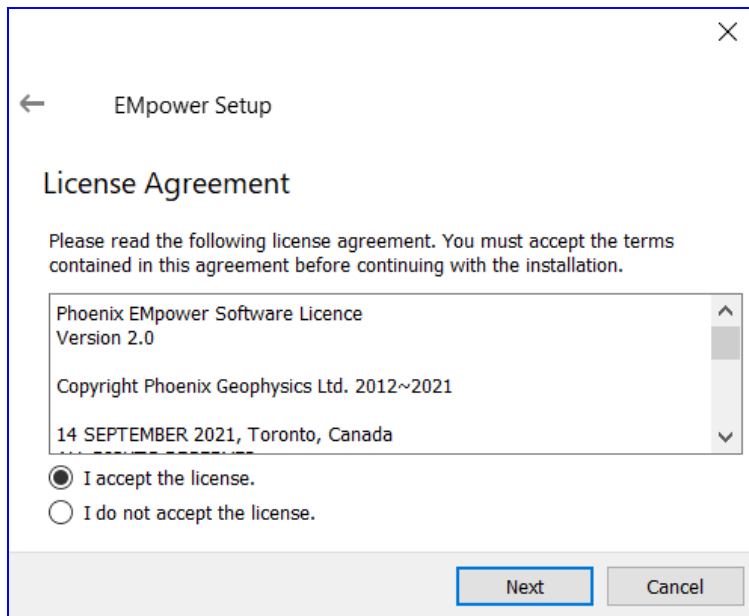 EMpower Setup
License Agreement
Please read the following license agreement. You must accept the terms
contained in this agreement before continuing with the installation.
Phoenix EMpower Software Licence
Version 2.0
Copyright Phoenix Geophysics Ltd. 2012~2021
14 SEPTEMBER 2021, Toronto, Canada
I accept the license.
I do not accept the license.
Next Cancel